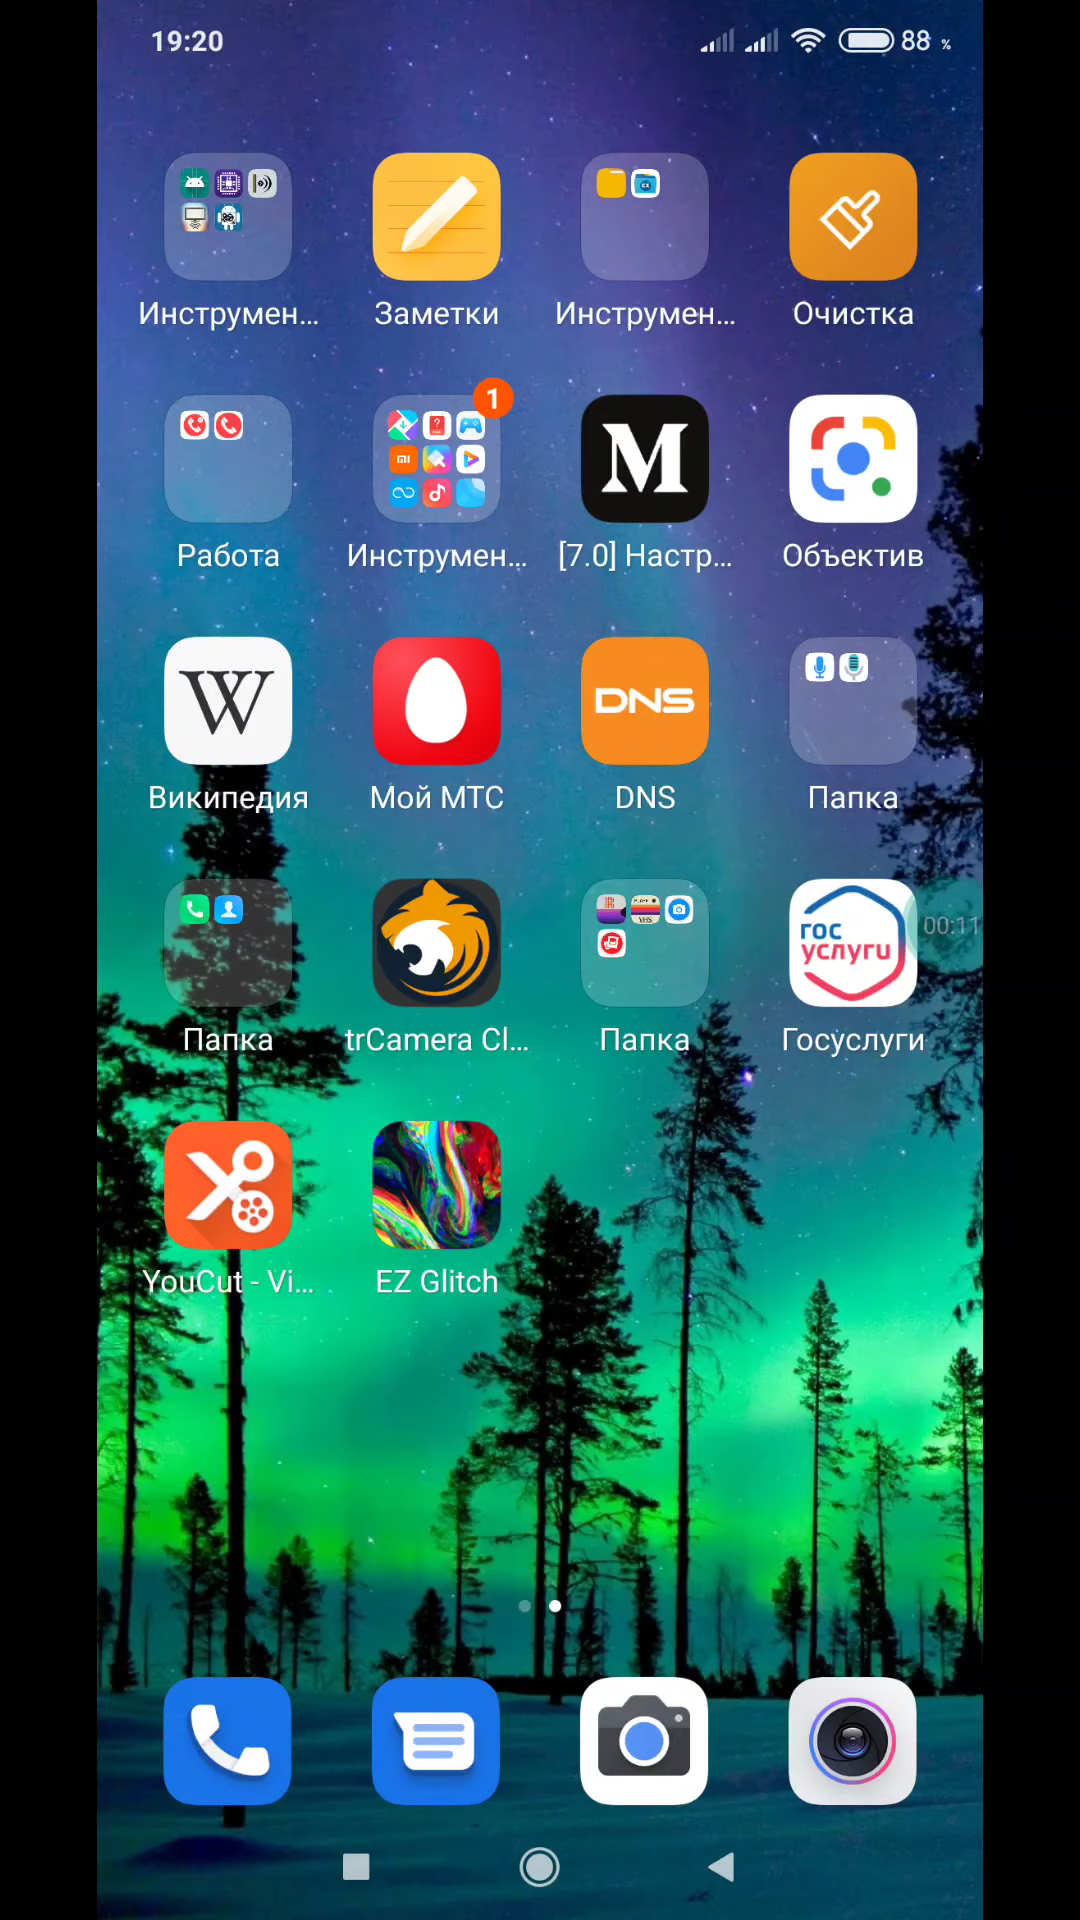 19:20
88 %
Инструмен...
Заметки
Инструмен...
Очистка
1
Работа
Инструмен...
M
[7.0] Настр...
Объектив
W
Википедия
Мой МТС
DNS
DNS
Папка
Папка
trCamera Cl...
VHS
Папка
гос
услуги
Госуслуги
00:11
YouCut - Vi...
EZ Glitch